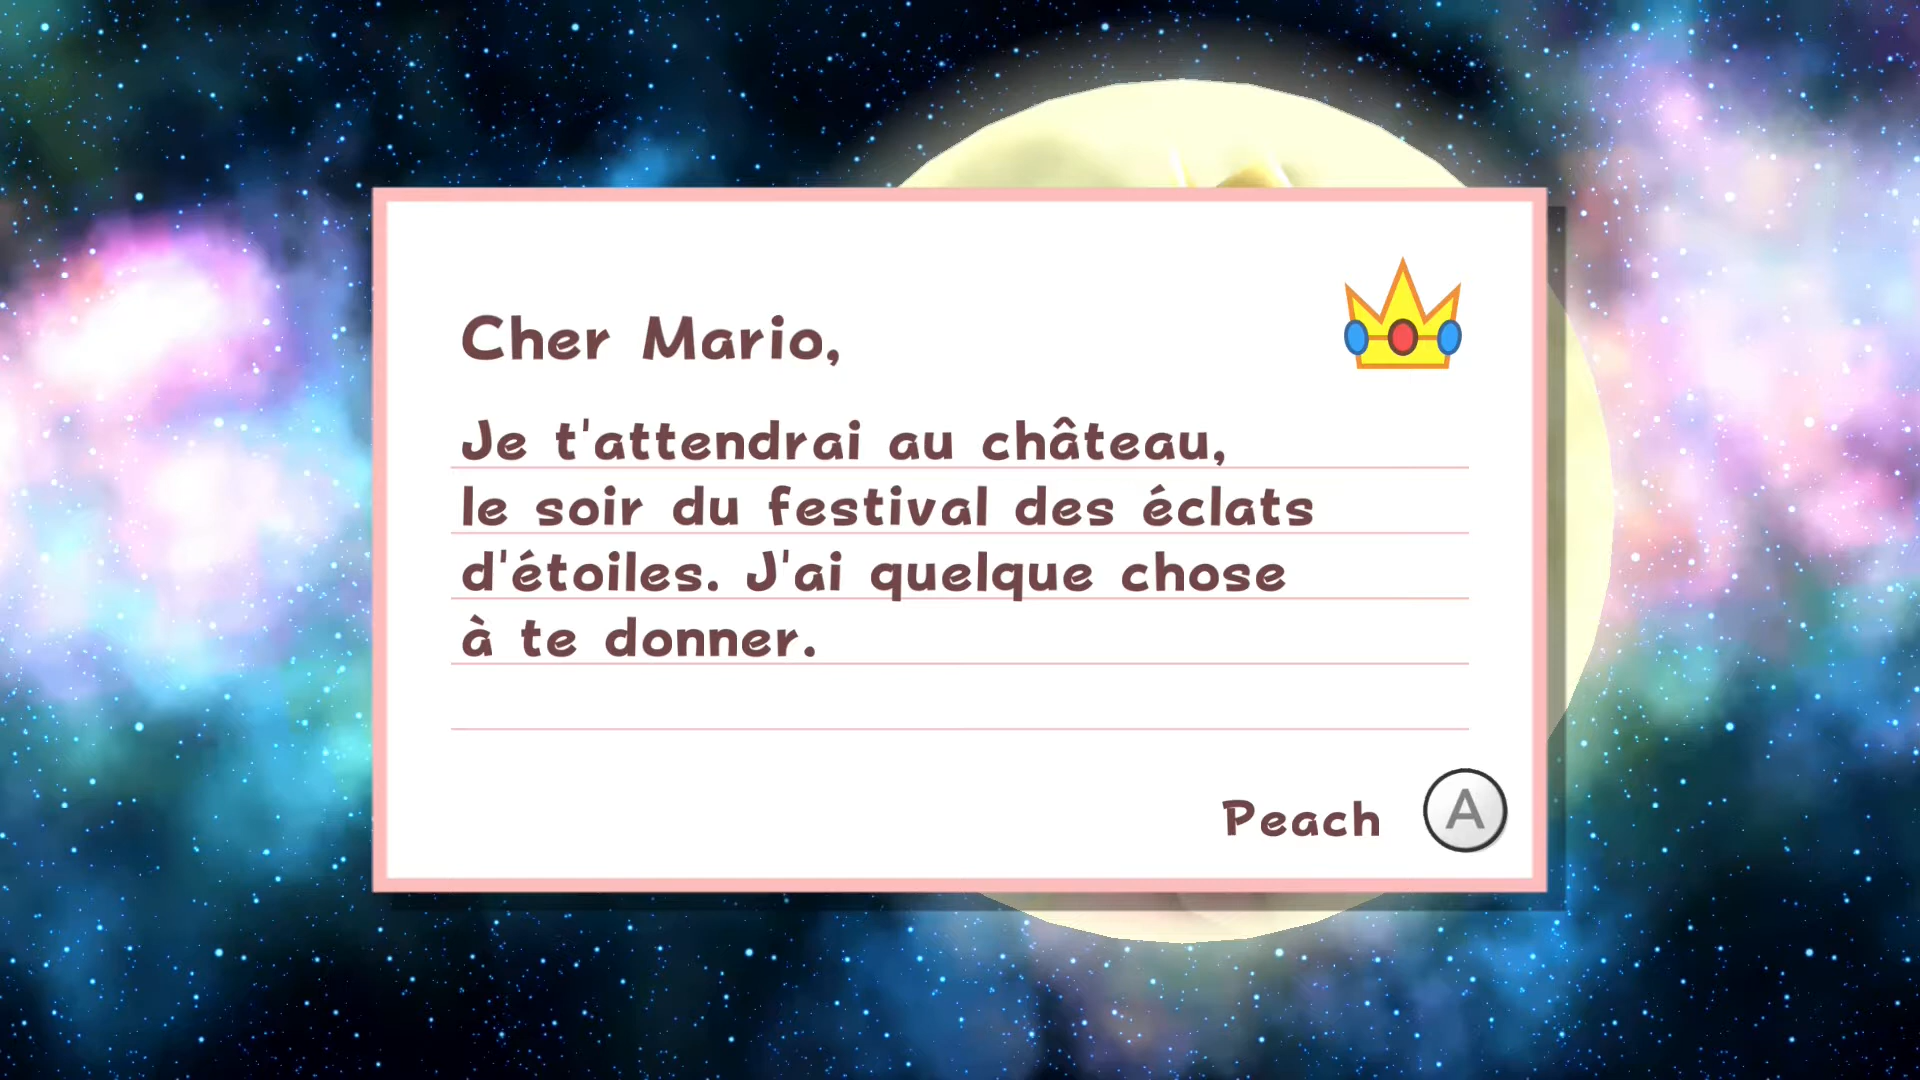 Cher Mario,
Je t'attendrai au château,
le soir du festival des éclats
d'étoiles. J'ai quelque chose
à te donner.
Peach
A